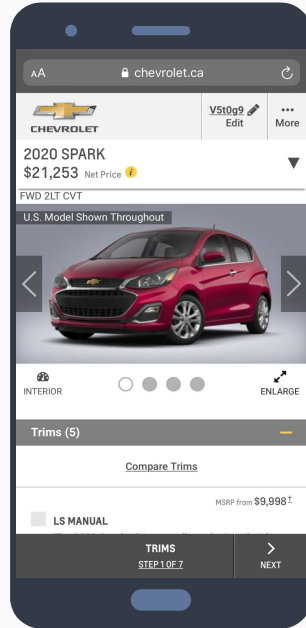 AA chevrolet.ca
CHEVROLET
V5t0g9
Edit
More
2020 SPARK
$21,253 Net Price i
FWD 2LT CVT
U.S. Model Shown Throughout
INTERIOR
ENLARGE
Trims (5)
Compare Trims
MSRP from $9,998‡
LS MANUAL
TRIMS
STEP 1 OF 7
NEXT